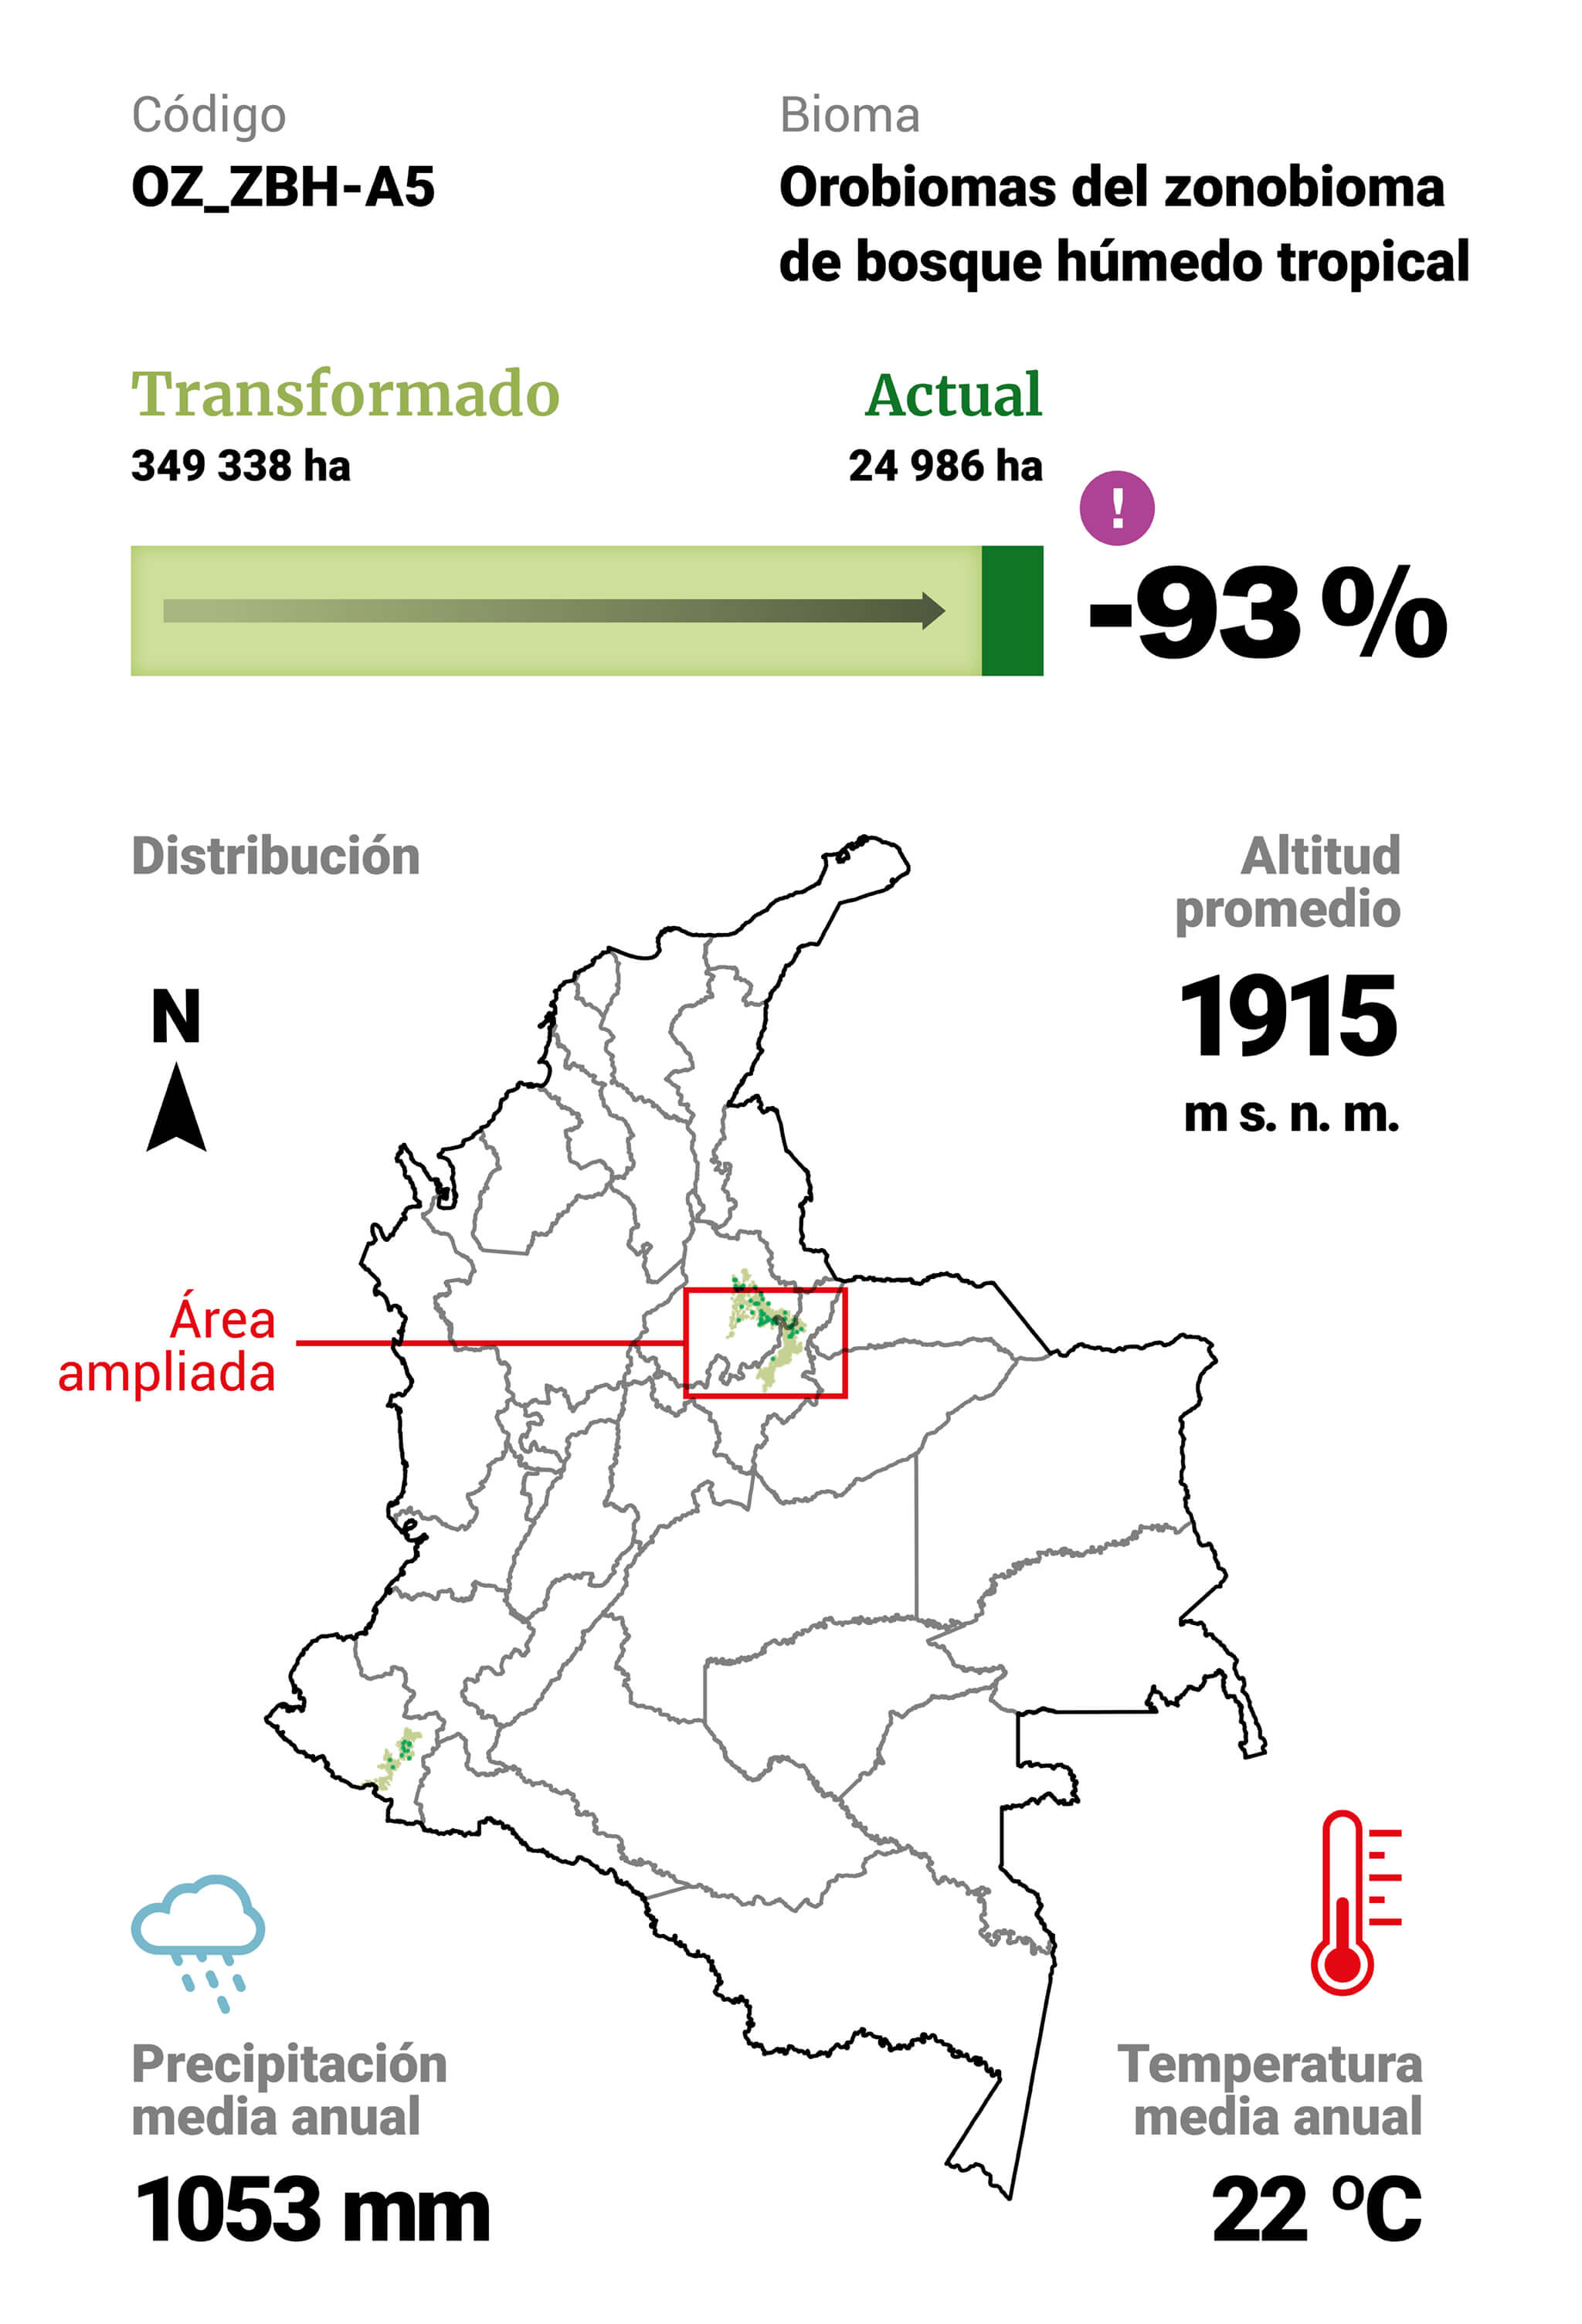 Código
OZ_ZBH-A5
Bioma
Orobiomas del zonobioma
de bosque húmedo tropical
Transformado
349 338 ha
Actual
24 986 ha
!
-93 %
Distribución
Altitud
promedio
1915
m s. n. m.
N
Área
ampliada
Precipitación
media anual
1053 mm
Temperatura
media anual
22 ºC